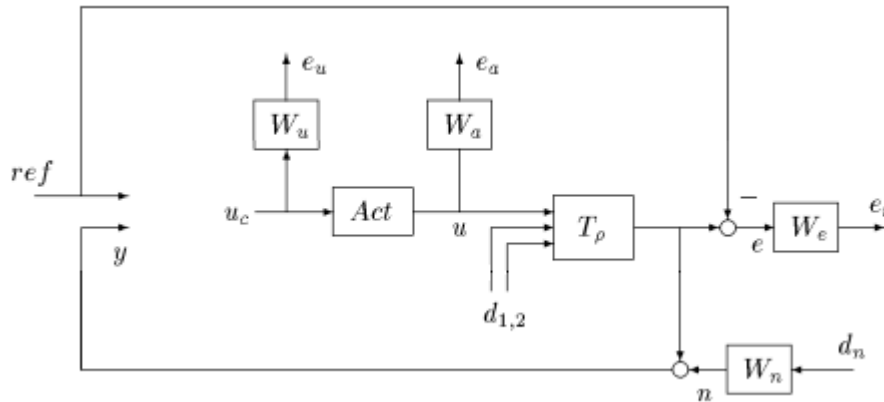 e_u
e_a
W_u
W_a
ref
u_c
Act
u
T_ρ
−
e
W_e
y
d_{1,2}
d_n
n
W_n